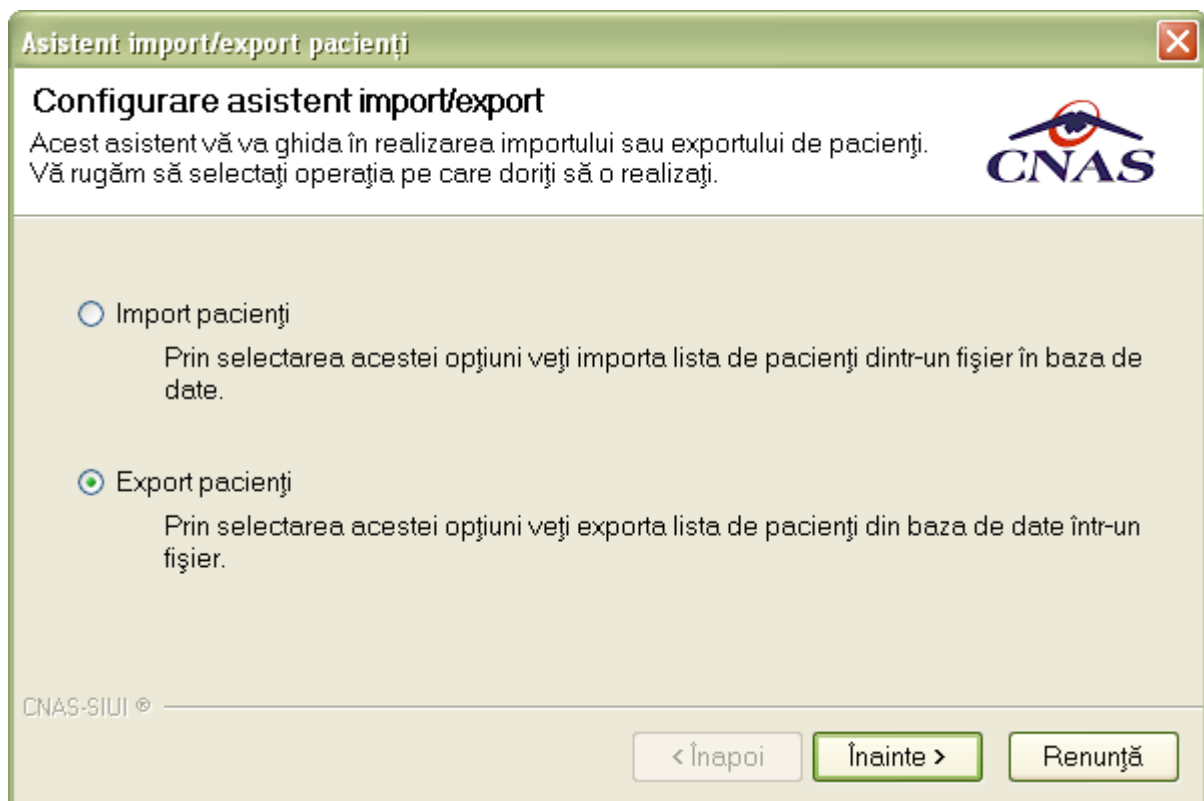 Asistent import/export pacienţi
Configurare asistent import/export
Acest asistent vă va ghida în realizarea importului sau exportului de pacienţi.
Vă rugăm să selectaţi operaţia pe care doriţi să o realizaţi.
CNAS
Import pacienţi
Prin selectarea acestei opţiuni veţi importa lista de pacienţi dintr-un fişier în baza de
date.
Export pacienţi
Prin selectarea acestei opţiuni veţi exporta lista de pacienţi din baza de date într-un
fişier.
CNAS-SIUI ®
< Înapoi
Înainte >
Renunţă